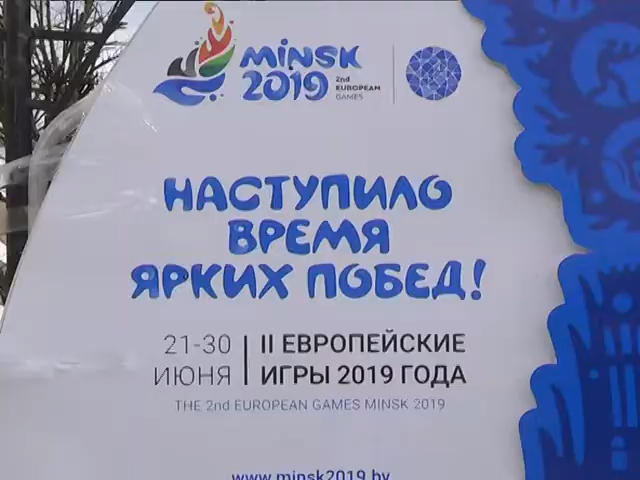 MINSK
2019
2nd
EUROPEAN
GAMES
НАСТУПИЛО
ВРЕМЯ
ЯРКИХ ПОБЕД!
21-30
ИЮНЯ
II ЕВРОПЕЙСКИЕ
ИГРЫ 2019 ГОДА
THE 2nd EUROPEAN GAMES MINSK 2019
www.minsk2019.by